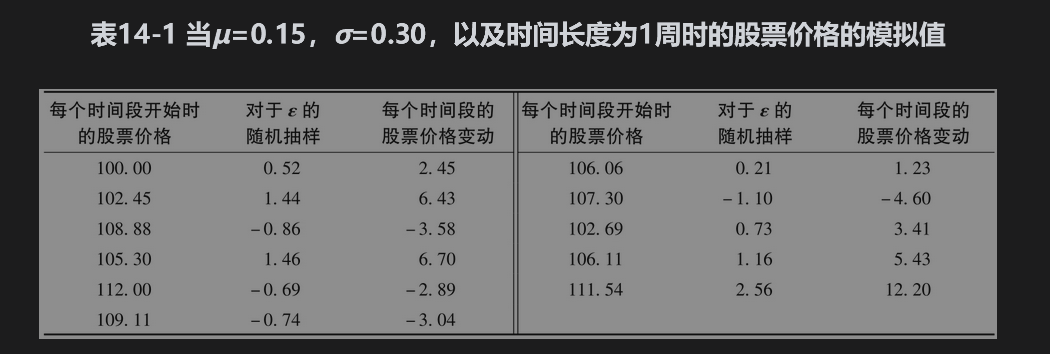 表14-1 当μ=0.15，σ=0.30，以及时间长度为1周时的股票价格的模拟值
每个时间段开始时的股票价格 对于 ε 的随机抽样 每个时间段的股票价格变动 每个时间段开始时的股票价格 对于 ε 的随机抽样 每个时间段的股票价格变动
100.00 0.52 2.45 106.06 0.21 1.23
102.45 1.44 6.43 107.30 -1.10 -4.60
108.88 -0.86 -3.58 102.69 0.73 3.41
105.30 1.46 6.70 106.11 1.16 5.43
112.00 -0.69 -2.89 111.54 2.56 12.20
109.11 -0.74 -3.04